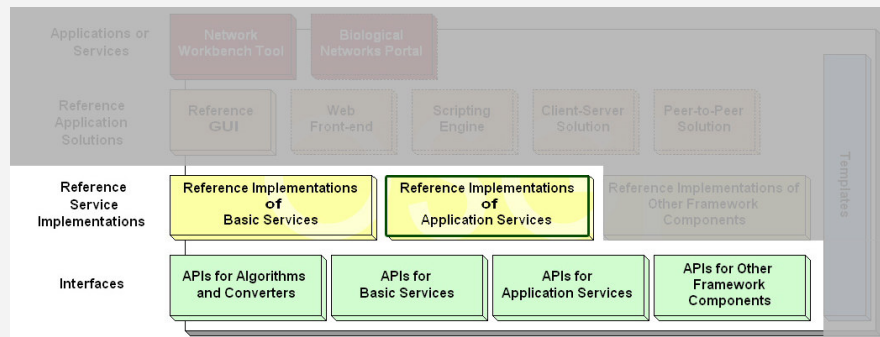 Applications or
Services
Network
Workbench Tool
Biological
Networks Portal
Reference
Application
Solutions
Reference
GUI
Web
Front-end
Scripting
Engine
Client-Server
Solution
Peer-to-Peer
Solution
Templates
Reference
Service
Implementations
Reference Implementations
of
Basic Services
Reference Implementations
of
Application Services
Reference Implementations of
Other Framework
Components
Interfaces
APIs for Algorithms
and Converters
APIs for
Basic Services
APIs for
Application Services
APIs for Other
Framework
Components